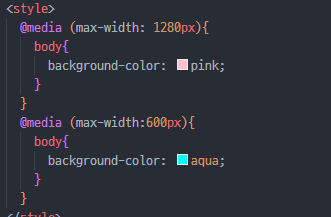 <style>
@media (max-width: 1280px){
body{
background-color: pink;
}
}
@media (max-width:600px){
body{
background-color: aqua;
}
}
</style>